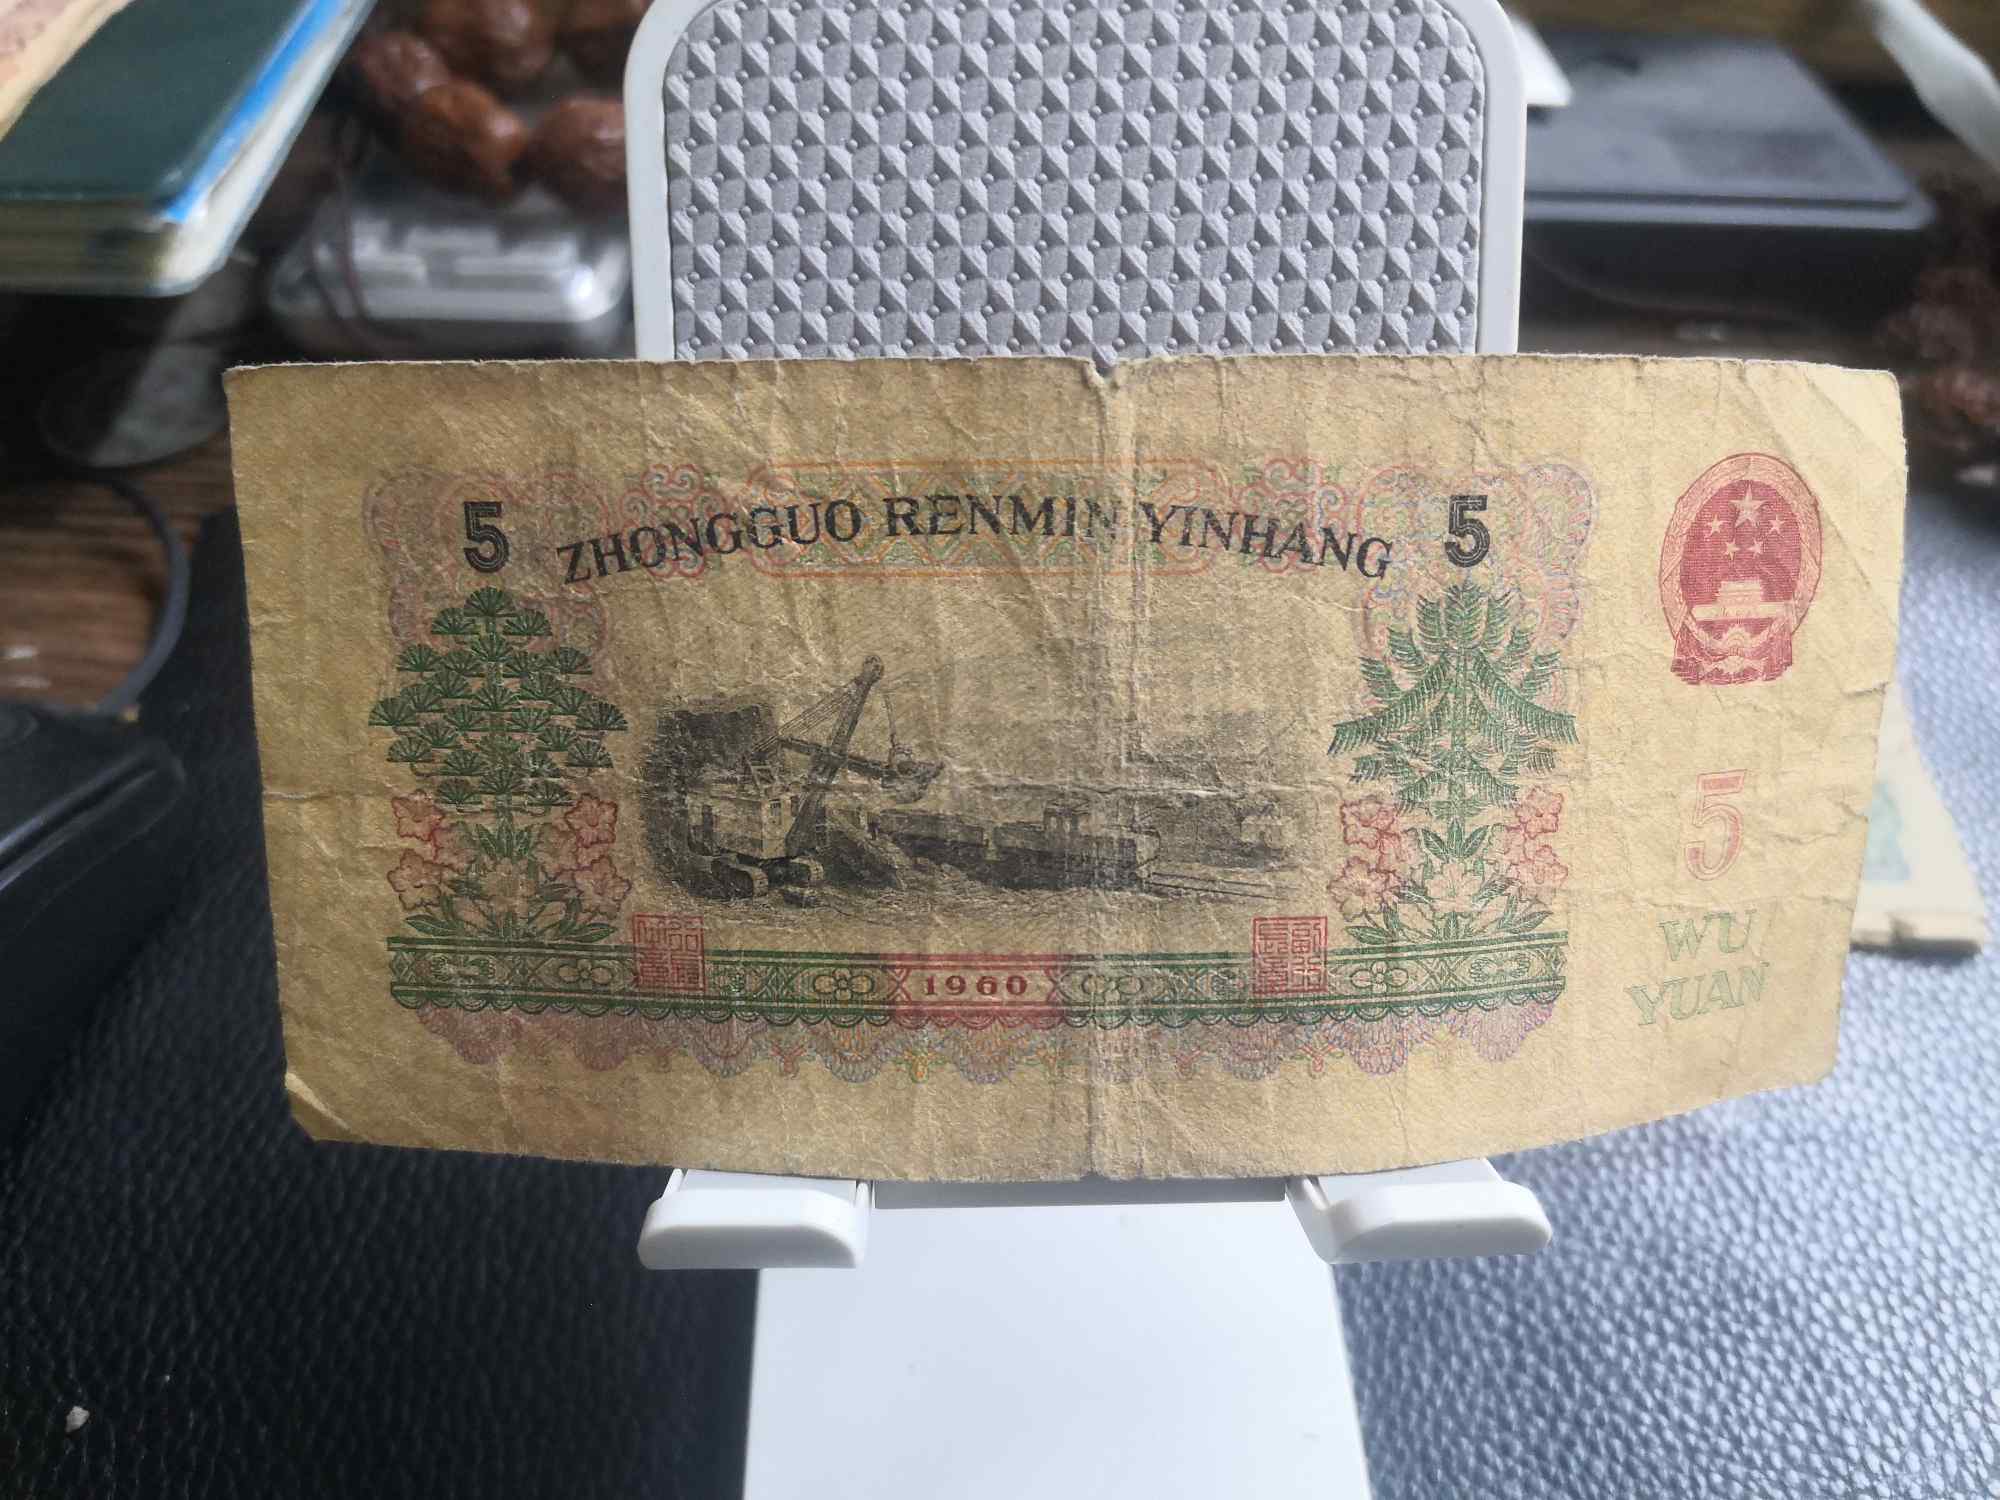 5 ZHONGGUO RENMIN YINHANG 5
5
WU
YUAN
1960